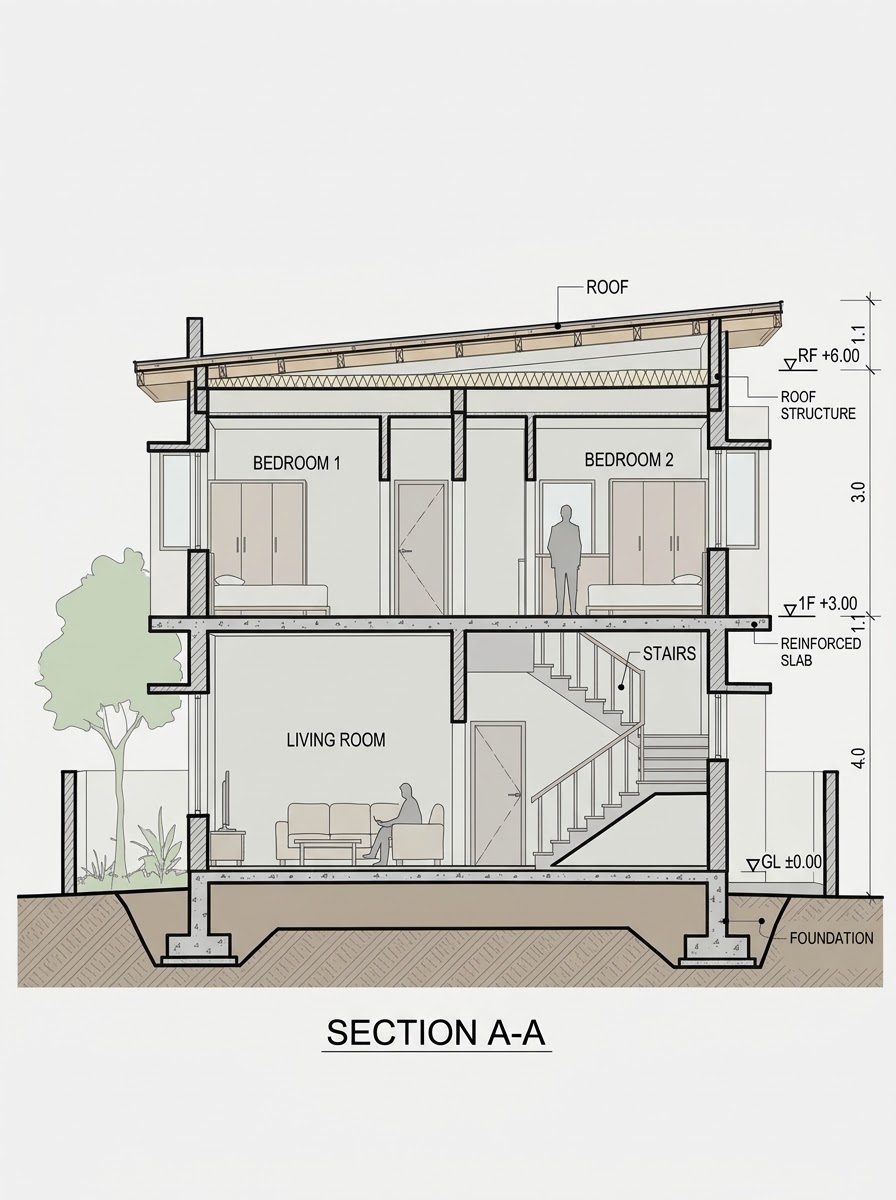 ROOF
1.1
RF +6.00
ROOF
STRUCTURE
BEDROOM 1
BEDROOM 2
3.0
1F +3.00
1.1
REINFORCED
SLAB
STAIRS
LIVING ROOM
4.0
GL ±0.00
FOUNDATION
SECTION A-A